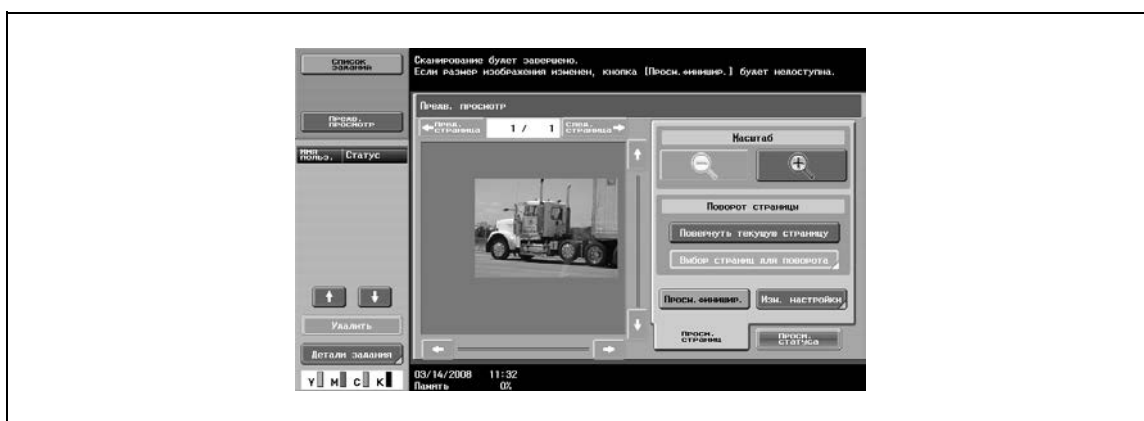 Список
задания
Сканирование будет завершено.
Если размер изображения изменен, кнопка [Просм.финишир.] будет недоступна.
Предв.
просмотр
Предв. просмотр
Пред.
страница
1 / 1
След.
страница
Имя
польз.
Статус
Масштаб
Поворот страницы
Повернуть текущую страницу
Выбор страниц для поворота
Просм.финишир.
Изм. настройки
Просм.
страниц
Просм.
статуса
Удалить
Детали задания
Y M C K
03/14/2008 11:32
Память 0%